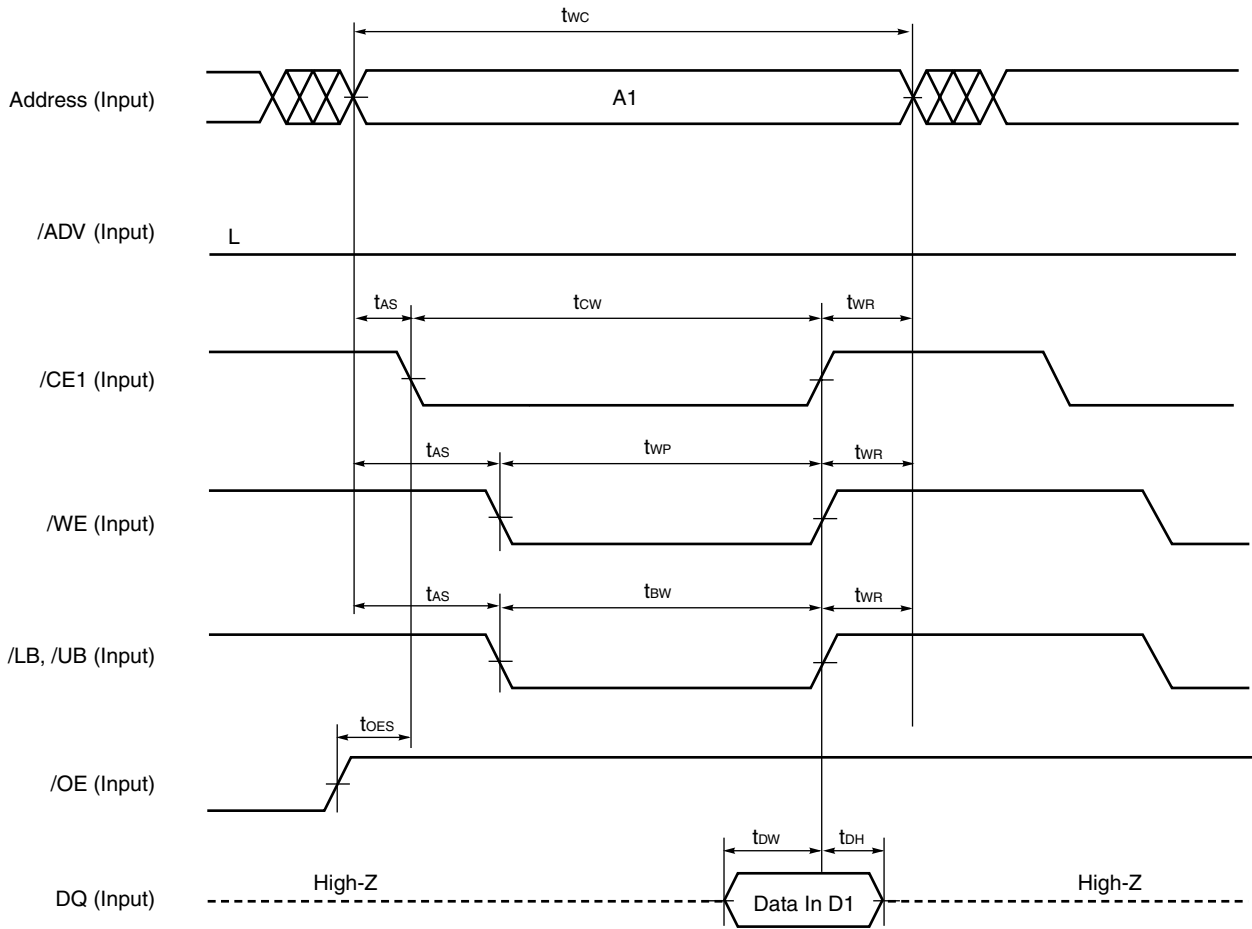 tWC
Address (Input)
A1
/ADV (Input)
L
tAS
tCW
tWR
/CE1 (Input)
tAS
tWP
tWR
/WE (Input)
tAS
tBW
tWR
/LB, /UB (Input)
tOES
/OE (Input)
tDW
tDH
High-Z
High-Z
DQ (Input)
Data In D1